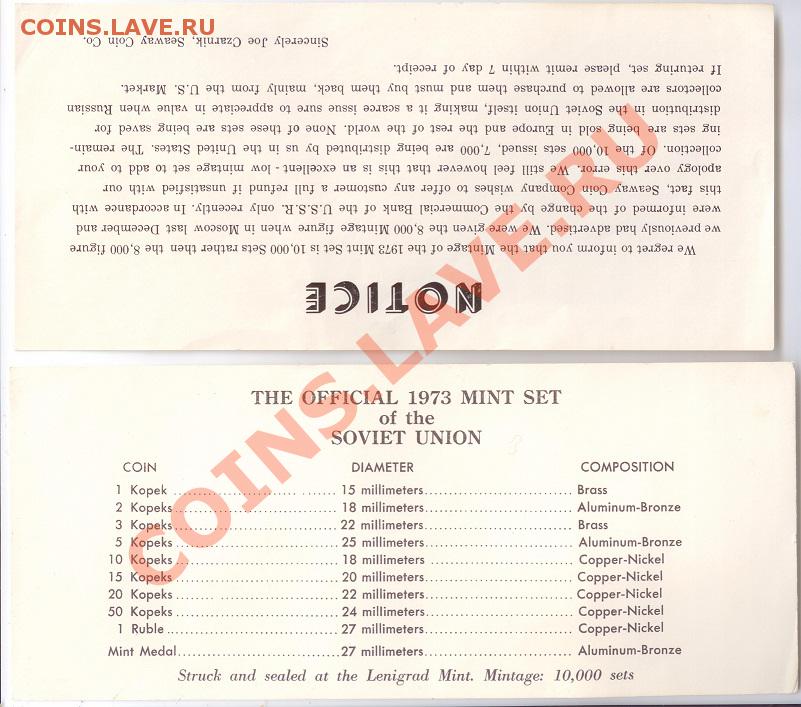 COINS.LAVE.RU
NOTICE
We regret to inform you that the Mintage of the 1973 Mint Set is 10,000 Sets rather then the 8,000 figure
we previously had advertised. We were given the 8,000 Mintage figure when in Moscow last December and
were informed of the change by the Commercial Bank of the U.S.S.R. only recently. In accordance with
this fact, Seaway Coin Company wishes to offer any customer a full refund if unsatisfied with our
apology over this error. We still feel however that this is an excellent - low mintage set to add to your
collection. Of the 10,000 sets issued, 7,000 are being distributed by us in the United States. The remain-
ing sets are being sold in Europe and the rest of the world. None of these sets are being saved for
distribution in the Soviet Union itself, making it a scarce issue sure to appreciate in value when Russian
collectors are allowed to purchase them and must buy them back, mainly from the U.S. Market.
If returing set, please remit within 7 day of receipt.
Sincerely Joe Czarnik, Seaway Coin Co.
COINS.LAVE.RU
THE OFFICIAL 1973 MINT SET
of the
SOVIET UNION
COIN DIAMETER COMPOSITION
1 Kopek ........................ ....... 15 millimeters.................................... Brass
2 Kopeks ................................ 18 millimeters.................................... Aluminum-Bronze
3 Kopeks ................................ 22 millimeters.................................... Brass
5 Kopeks ................................ 25 millimeters.................................... Aluminum-Bronze
10 Kopeks ................................ 18 millimeters .................................... Copper-Nickel
15 Kopeks ................................ 20 millimeters.................................... Copper-Nickel
20 Kopeks ................................ 22 millimeters.................................... Copper-Nickel
50 Kopeks ................................ 24 millimeters.................................... Copper-Nickel
1 Ruble .................................. 27 millimeters.................................... Copper-Nickel
Mint Medal.................................27 millimeters.................................... Aluminum-Bronze
Struck and sealed at the Lenigrad Mint. Mintage: 10,000 sets